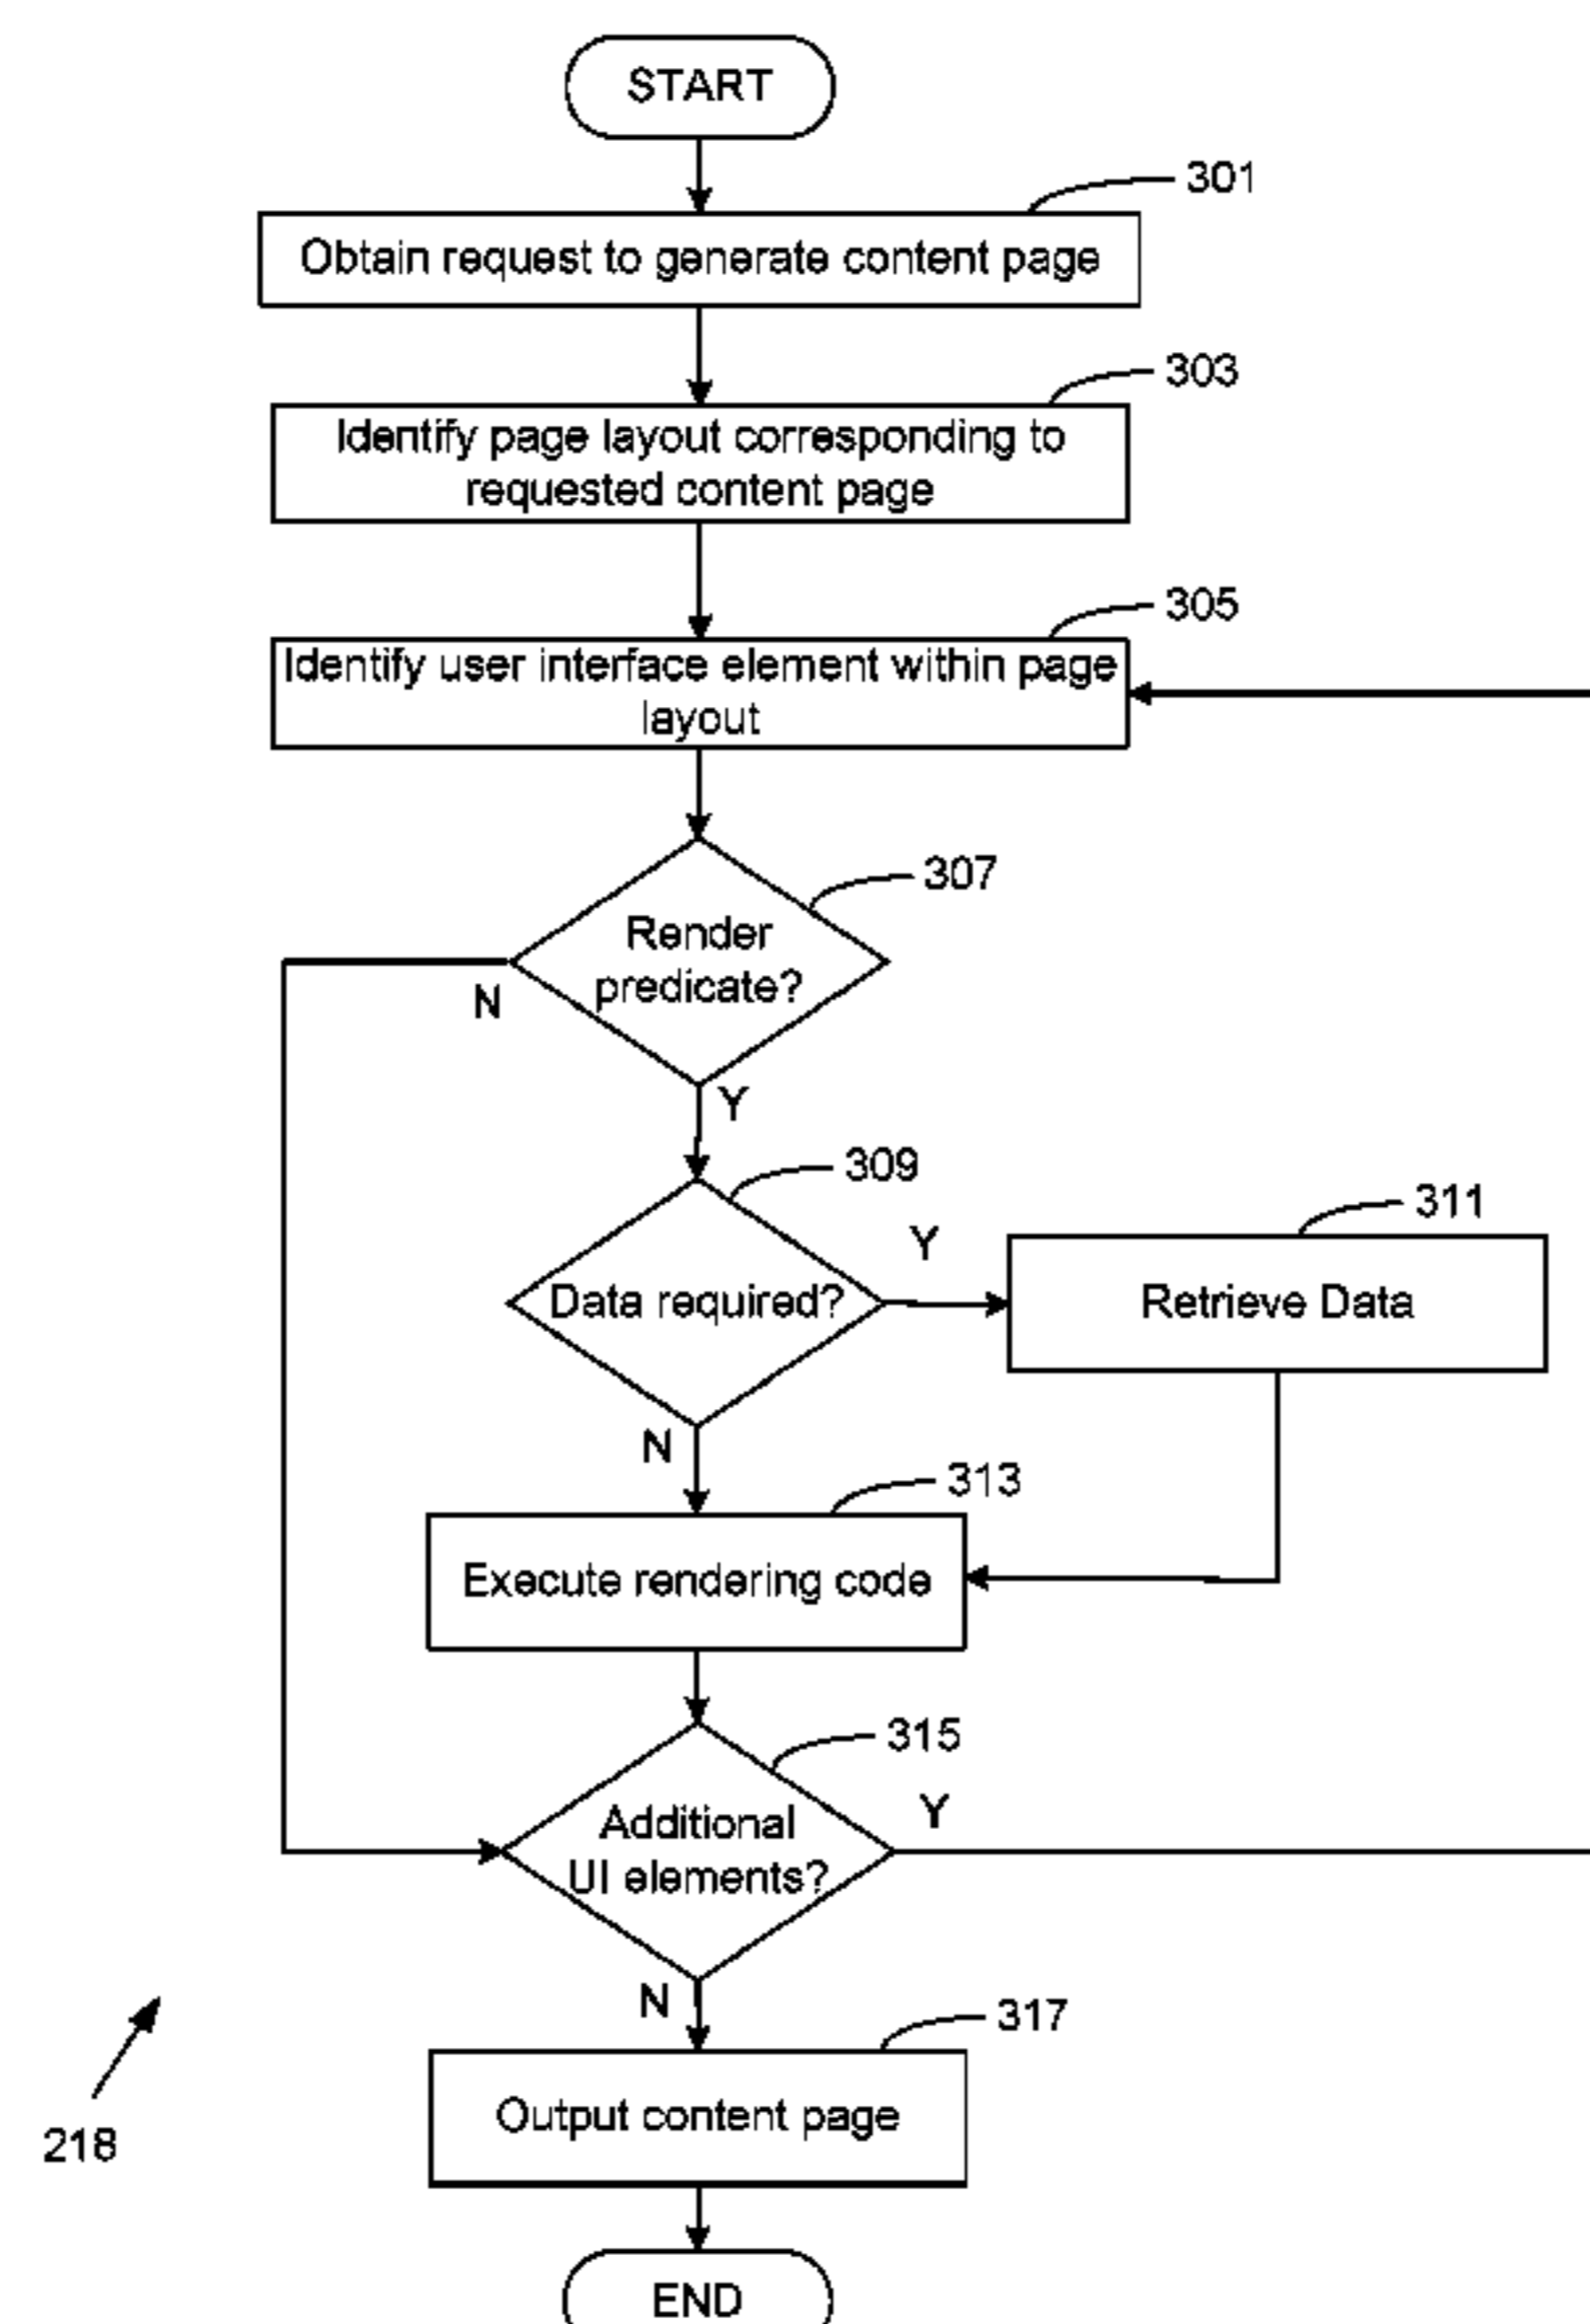 START
301
Obtain request to generate content page
303
Identify page layout corresponding to
requested content page
305
Identify user interface element within page
layout
307
Render
predicate?
N
Y
309
311
Y
Data required?
Retrieve Data
N
313
Execute rendering code
315
Y
Additional
UI elements?
N
317
Output content page
218
END